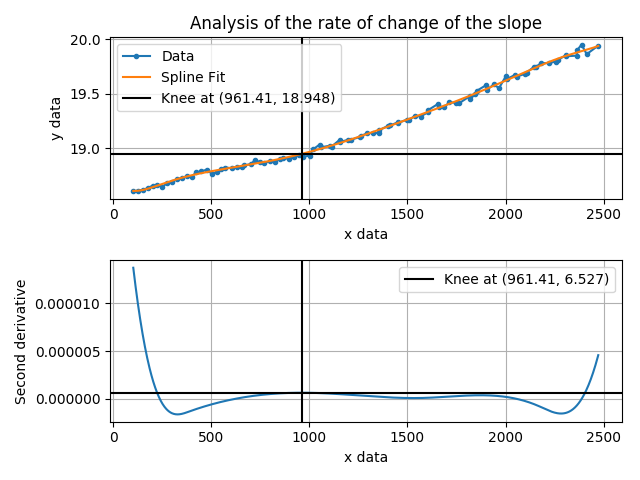 Analysis of the rate of change of the slope
20.0
19.5
19.0
y data
Data
Spline Fit
Knee at (961.41, 18.948)
0 500 1000 1500 2000 2500
x data
0.000010
0.000005
0.000000
Second derivative
Knee at (961.41, 6.527)
0 500 1000 1500 2000 2500
x data